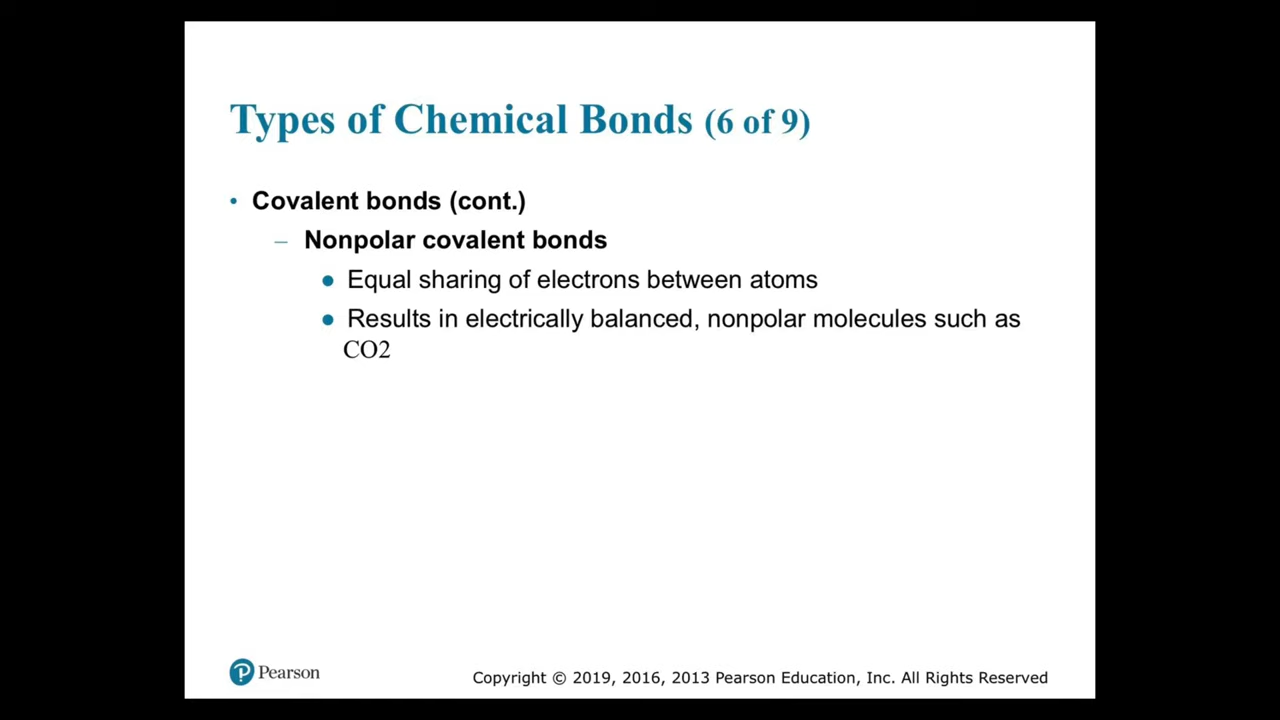 Types of Chemical Bonds (6 of 9)
• Covalent bonds (cont.)
– Nonpolar covalent bonds
● Equal sharing of electrons between atoms
● Results in electrically balanced, nonpolar molecules such as
CO2
Pearson
Copyright © 2019, 2016, 2013 Pearson Education, Inc. All Rights Reserved